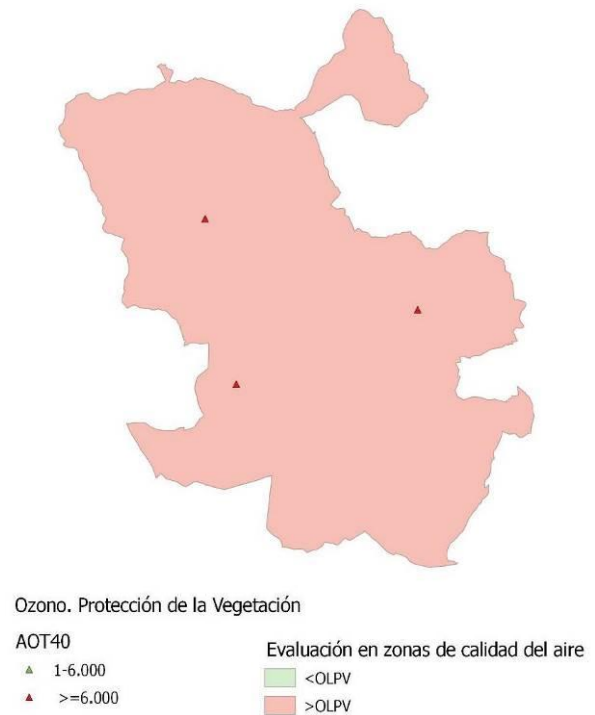 Ozono. Protección de la Vegetación
AOT40
1-6.000
>=6.000
Evaluación en zonas de calidad del aire
<OLPV
>OLPV